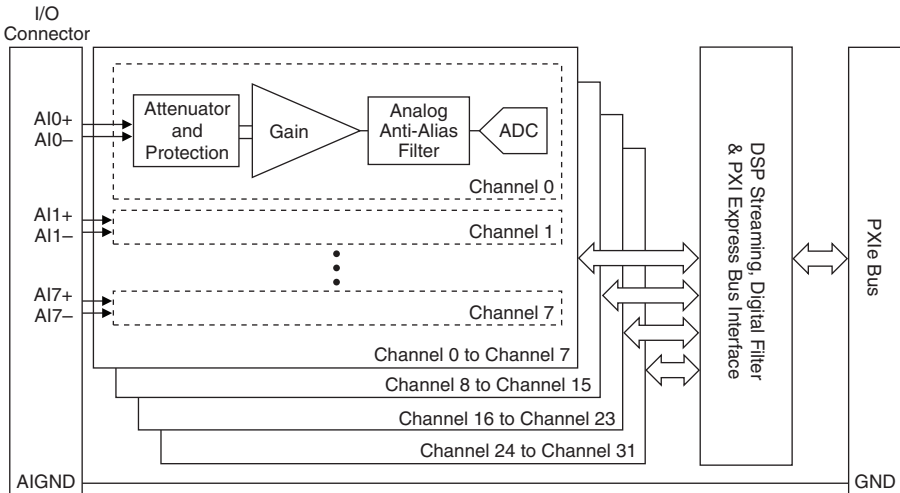 I/O
Connector
AI0+
AI0–
Attenuator
and
Protection
Gain
Analog
Anti-Alias
Filter
ADC
Channel 0
AI1+
AI1–
Channel 1
AI7+
AI7–
Channel 7
Channel 0 to Channel 7
Channel 8 to Channel 15
Channel 16 to Channel 23
Channel 24 to Channel 31
DSP Streaming, Digital Filter
& PXI Express Bus Interface
PXIe Bus
AIGND
GND